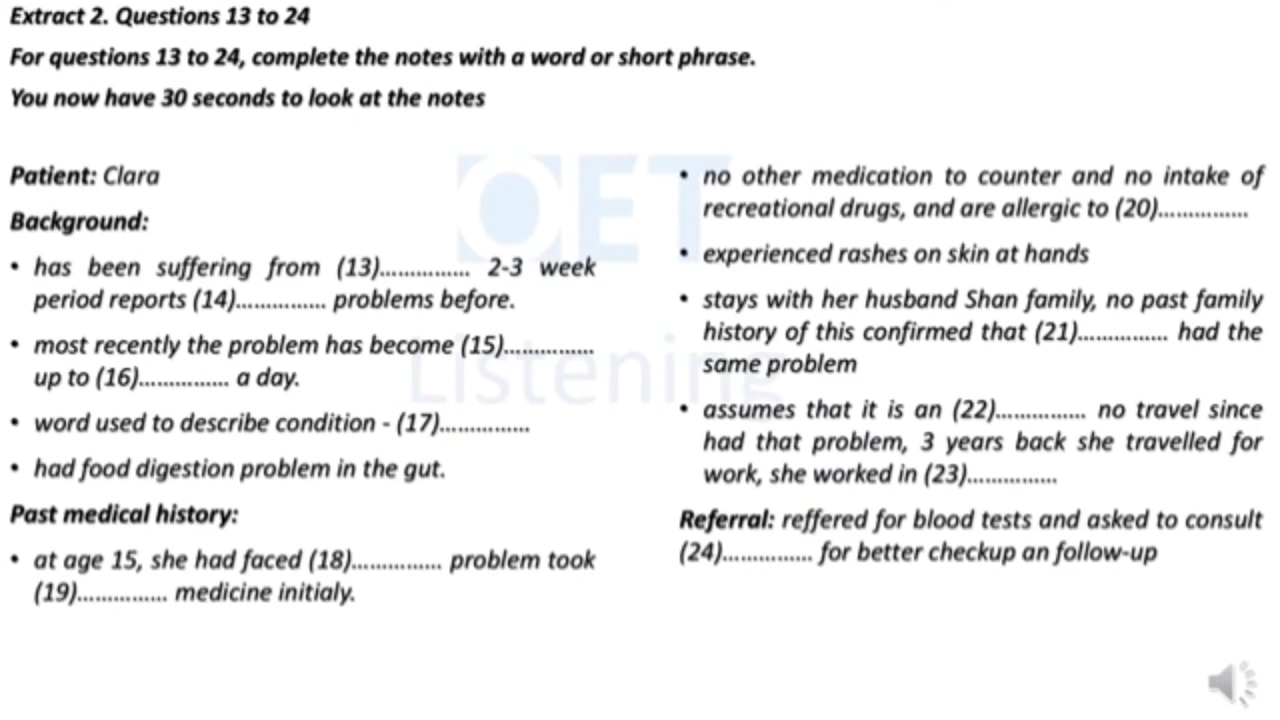 Extract 2. Questions 13 to 24
For questions 13 to 24, complete the notes with a word or short phrase.
You now have 30 seconds to look at the notes
OET
Listening
Patient: Clara
Background:
• has been suffering from (13)............... 2-3 week
period reports (14)............... problems before.
• most recently the problem has become (15)...............
up to (16)............... a day.
• word used to describe condition - (17)...............
• had food digestion problem in the gut.
Past medical history:
• at age 15, she had faced (18)............... problem took
(19)............... medicine initialy.
• no other medication to counter and no intake of
recreational drugs, and are allergic to (20)...............
• experienced rashes on skin at hands
• stays with her husband Shan family, no past family
history of this confirmed that (21)............... had the
same problem
• assumes that it is an (22)............... no travel since
had that problem, 3 years back she travelled for
work, she worked in (23)...............
Referral: reffered for blood tests and asked to consult
(24)............... for better checkup an follow-up